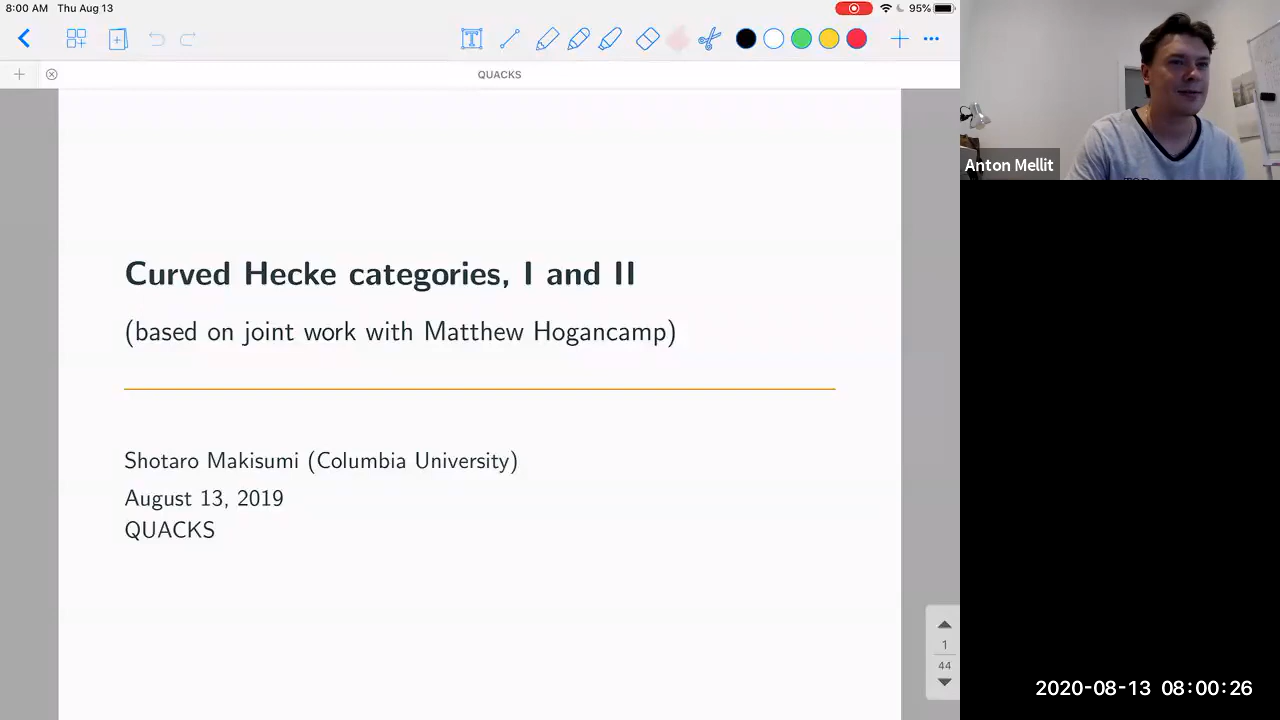 8:00 AM Thu Aug 13
95%
QUACKS
Curved Hecke categories, I and II
(based on joint work with Matthew Hogancamp)
Shotaro Makisumi (Columbia University)
August 13, 2019
QUACKS
1
44
Anton Mellit
2020-08-13 08:00:26